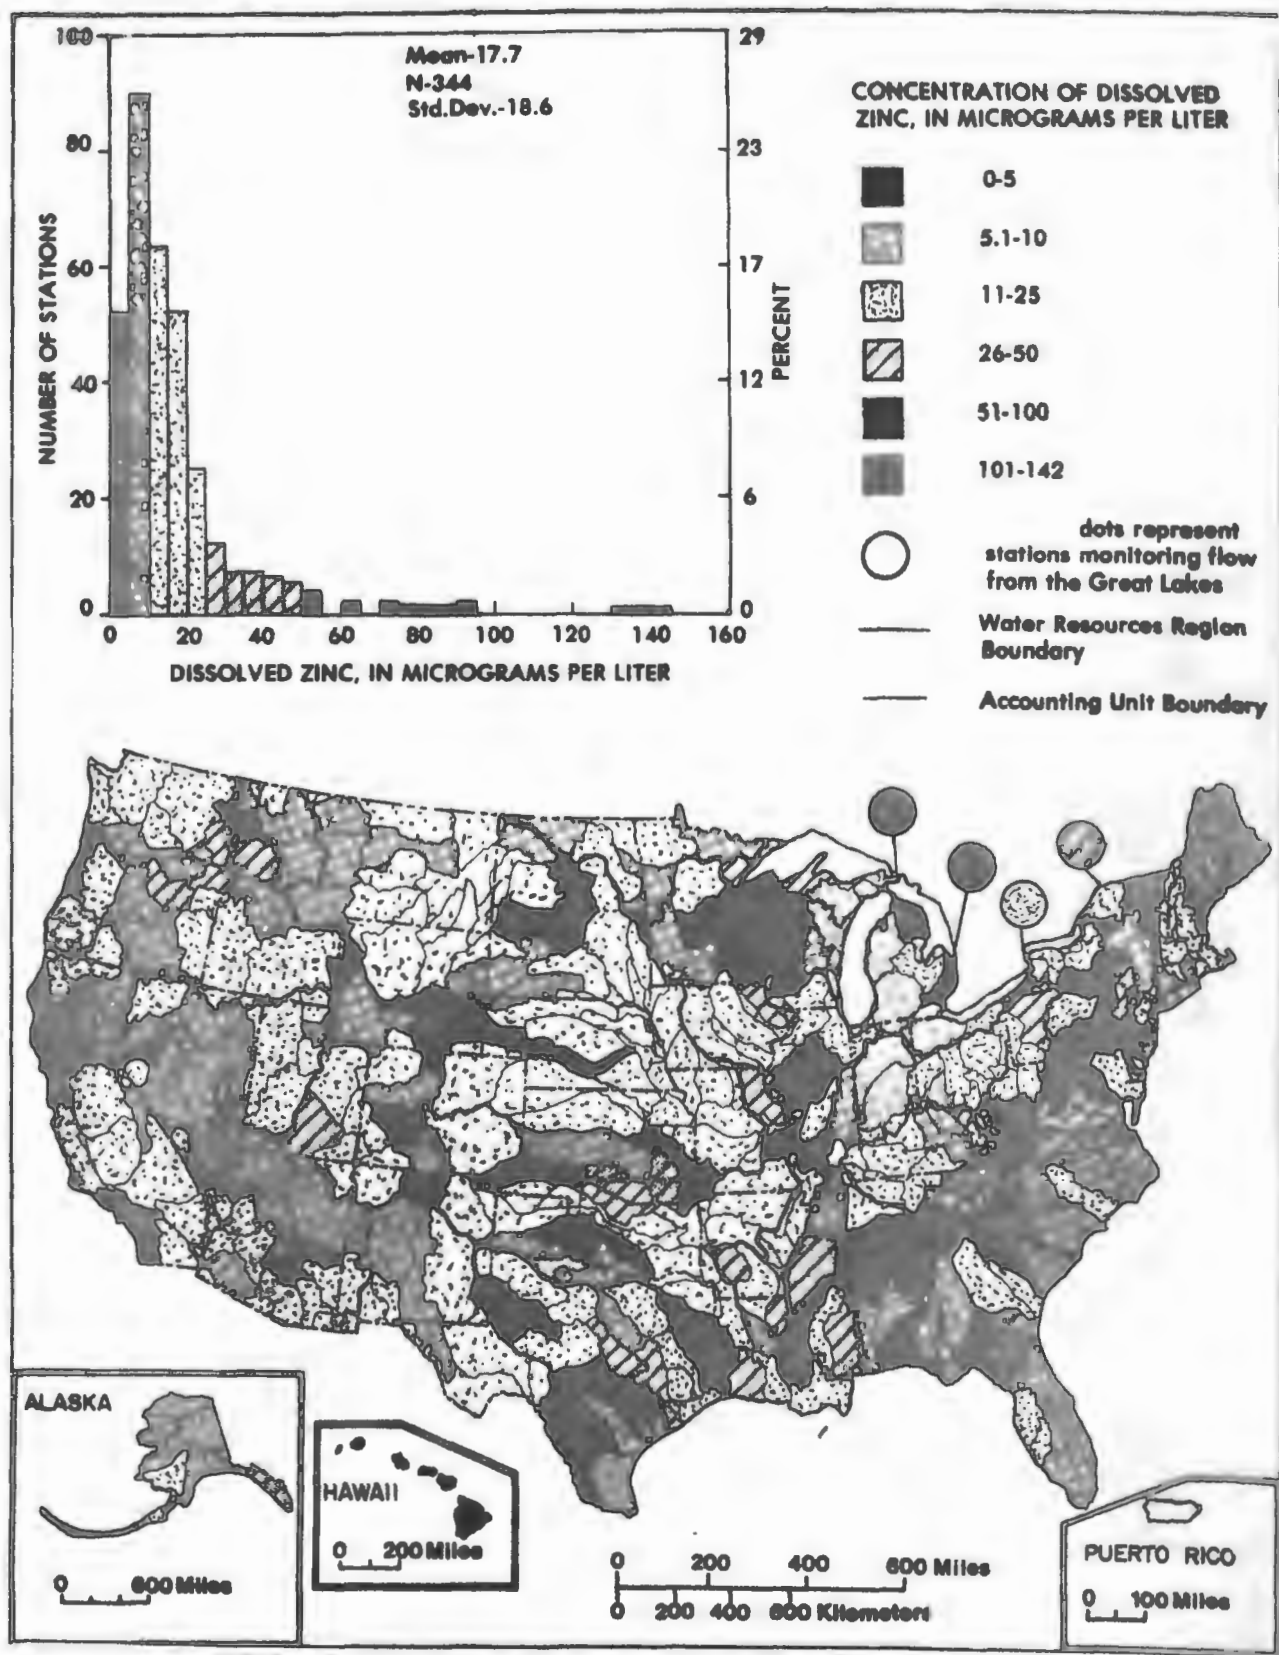 100
80
60
40
20
0
NUMBER OF STATIONS
Mean-17.7
N-344
Std.Dev.-18.6
29
23
17
12
6
0
PERCENT
0 20 40 60 80 100 120 140 160
DISSOLVED ZINC, IN MICROGRAMS PER LITER
CONCENTRATION OF DISSOLVED
ZINC, IN MICROGRAMS PER LITER
0-5
5.1-10
11-25
26-50
51-100
101-142
dots represent
stations monitoring flow
from the Great Lakes
Water Resources Region
Boundary
Accounting Unit Boundary
ALASKA
0 600 Miles
HAWAII
0 200 Miles
0 200 400 600 Miles
0 200 400 600 Kilometers
PUERTO RICO
0 100 Miles